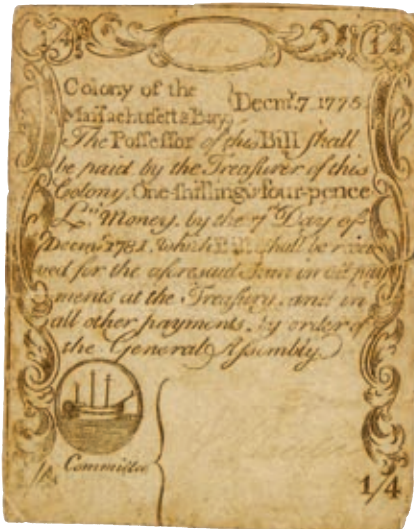 1/4 1/4
Colony of the } Decmr. 7. 1775.
Massachusetts Bay
The Possessor of this Bill shall
be paid by the Treasurer of this
Colony, One shilling & four-pence
L. Money, by the 7th Day of
Decmr. 1781. Which Bill shall be recei
ved for the aforesaid Sum in all pay
ments at the Treasury and in
all other payments by order of
the General Assembly.
Committee
1/4